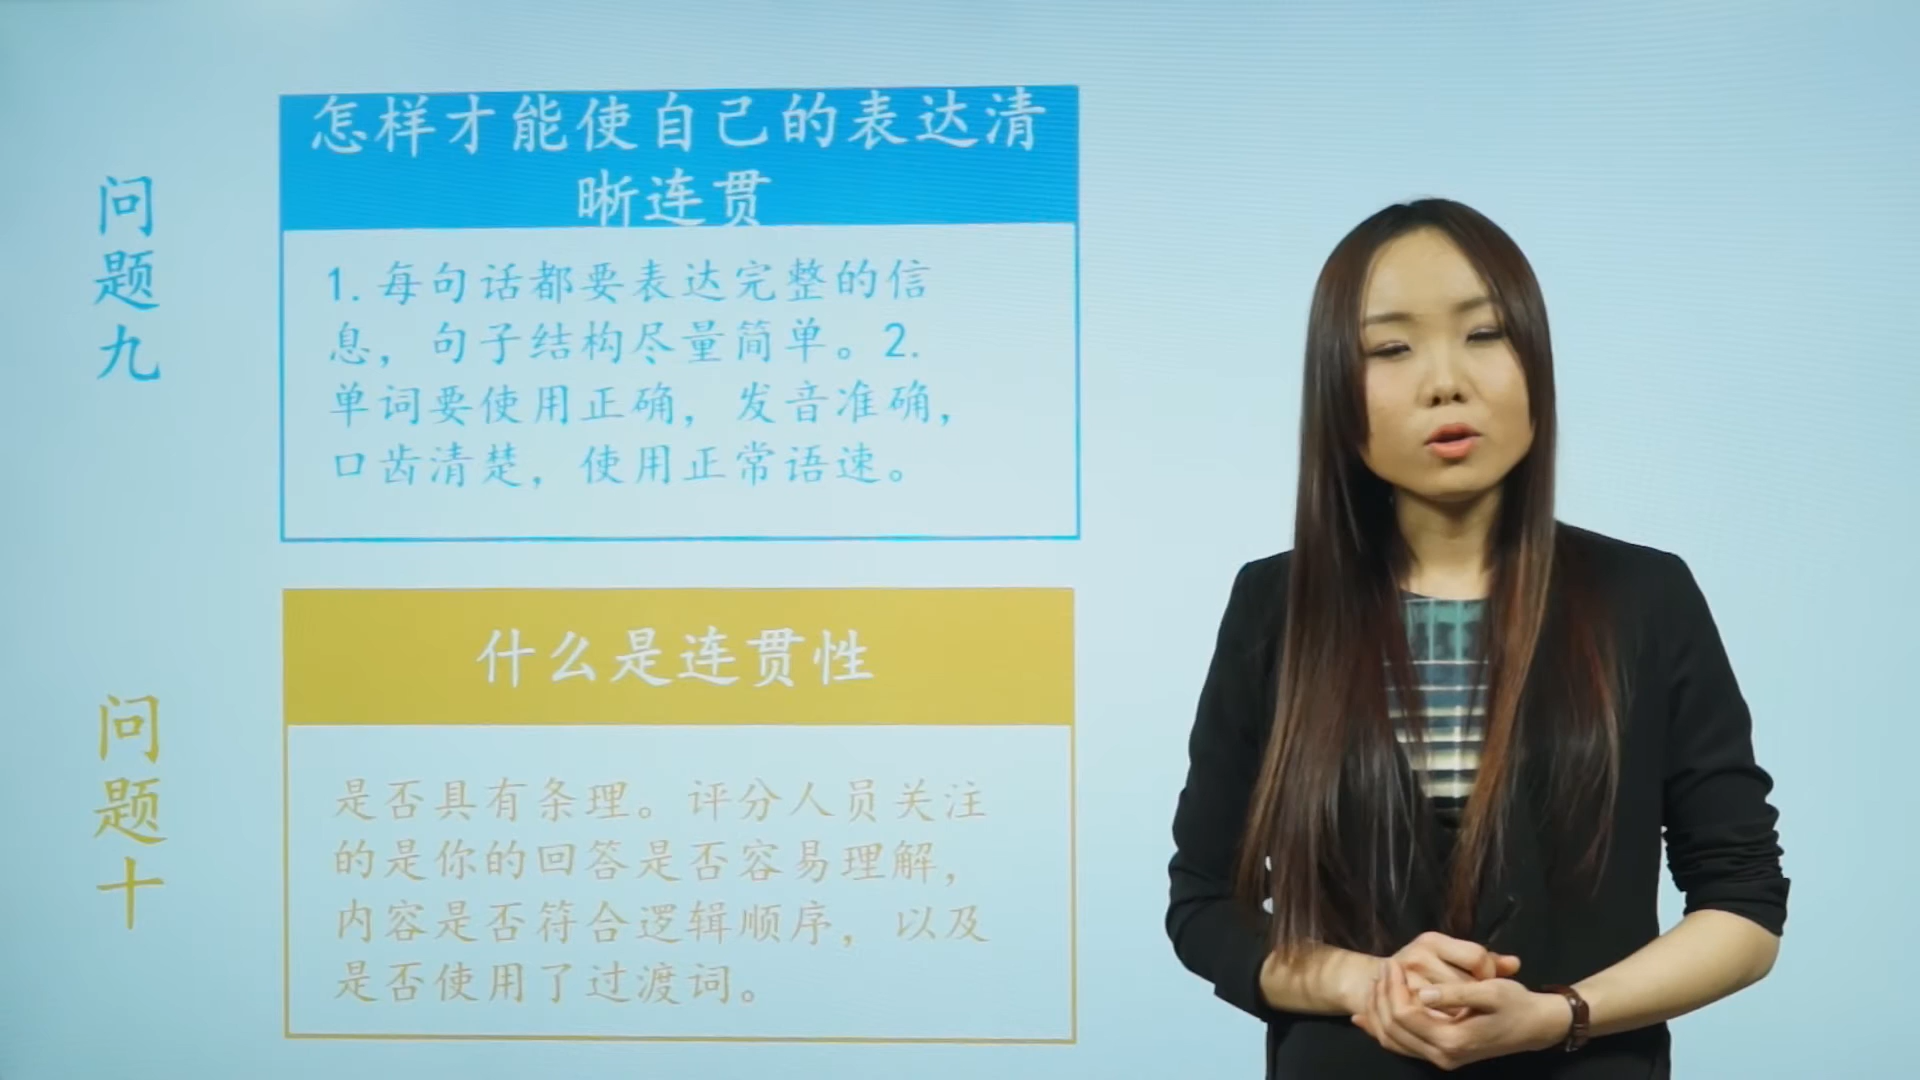 问题九
怎样才能使自己的表达清
晰连贯
1. 每句话都要表达完整的信
息，句子结构尽量简单。2.
单词要使用正确，发音准确，
口齿清楚，使用正常语速。
问题十
什么是连贯性
是否具有条理。评分人员关注
的是你的回答是否容易理解，
内容是否符合逻辑顺序，以及
是否使用了过渡词。